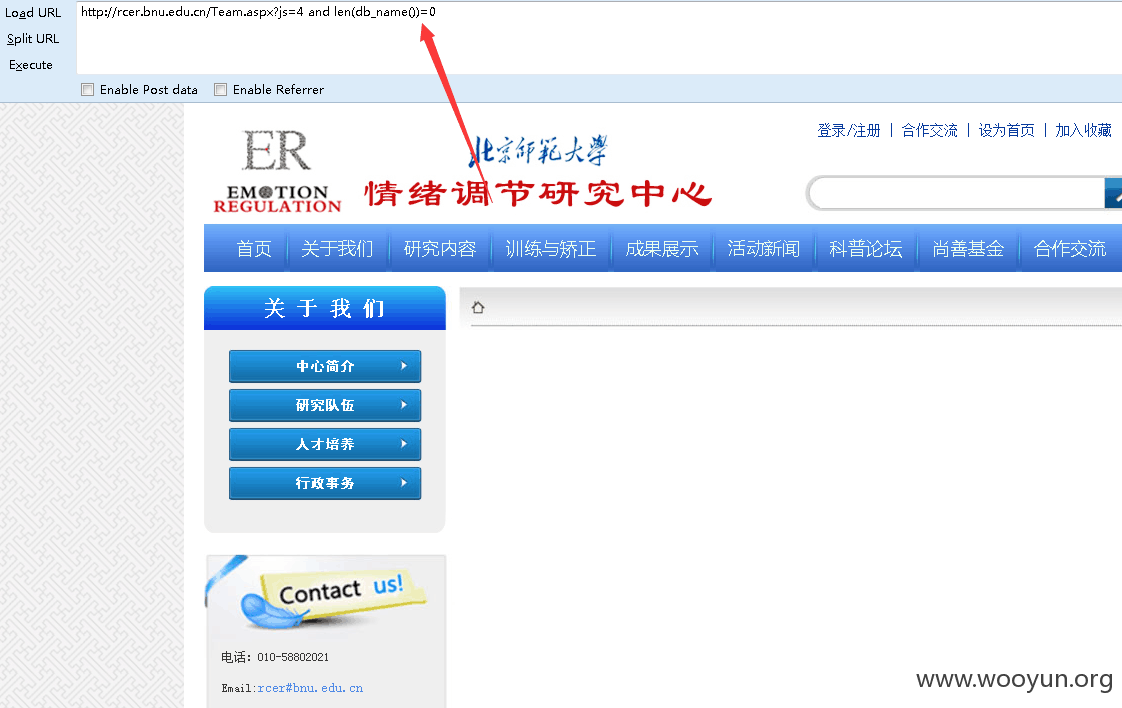 Load URL
http://rcer.bnu.edu.cn/Team.aspx?js=4 and len(db_name())=0
Split URL
Execute
Enable Post data Enable Referrer
登录/注册 | 合作交流 | 设为首页 | 加入收藏
ER
EMOTION
REGULATION
北京师范大学
情绪调节研究中心
首页 关于我们 研究内容 训练与矫正 成果展示 活动新闻 科普论坛 尚善基金 合作交流
关于我们
中心简介
研究队伍
人才培养
行政事务
Contact us!
电话：010-58802021
Email:rcer#bnu.edu.cn
www.wooyun.org